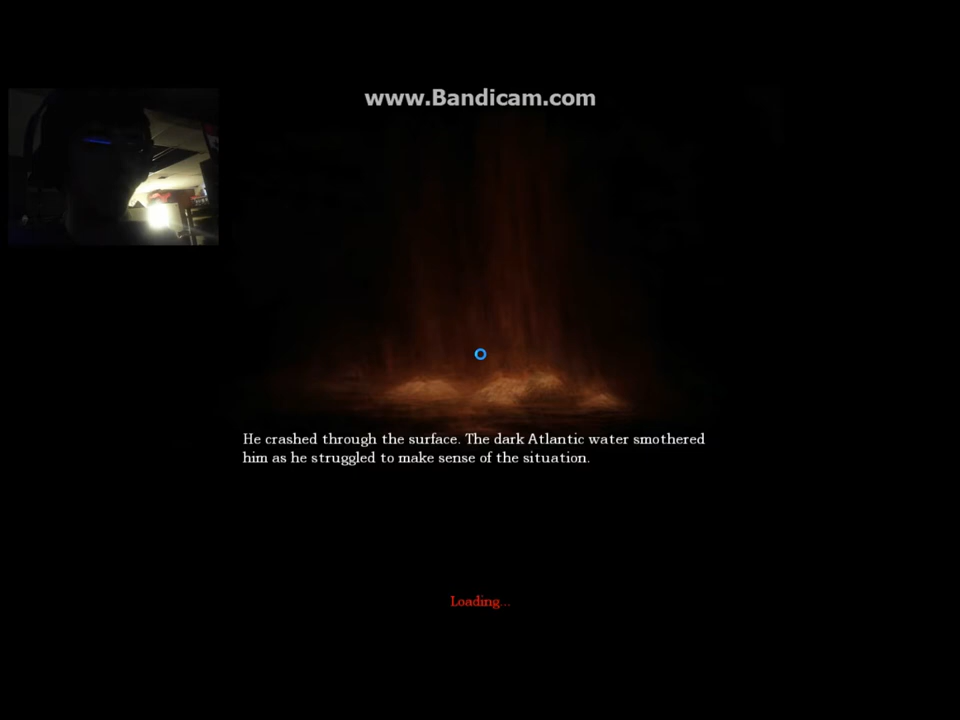 www.Bandicam.com
He crashed through the surface. The dark Atlantic water smothered
him as he struggled to make sense of the situation.
Loading...